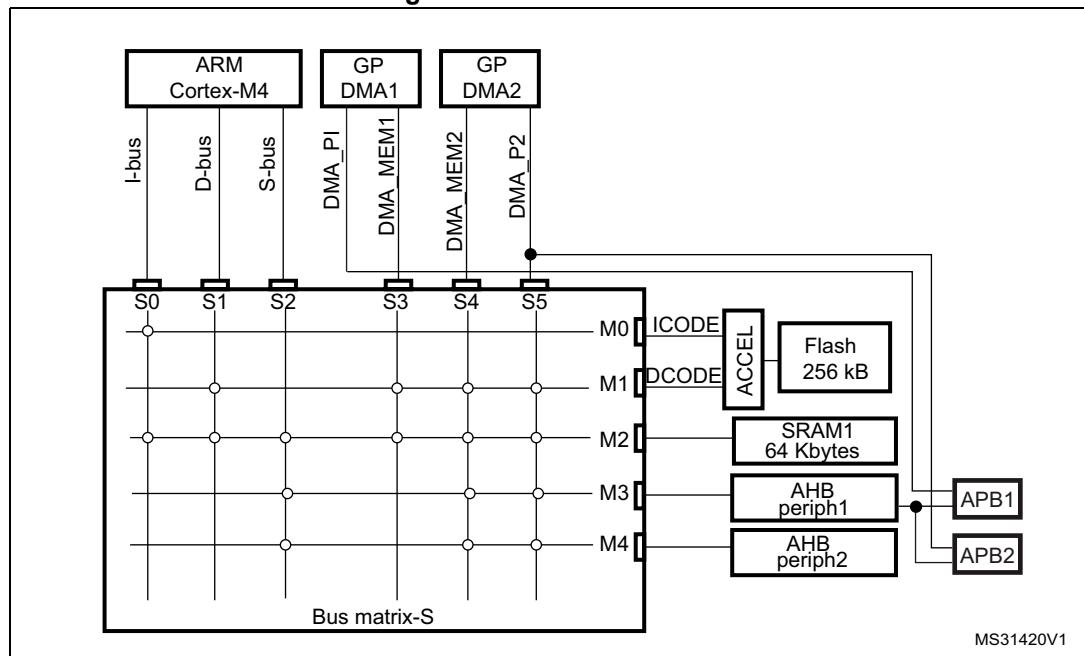 ARM
Cortex-M4
GP
DMA1
GP
DMA2
I-bus
D-bus
S-bus
DMA_PI
DMA_MEM1
DMA_MEM2
DMA_P2
S0
S1
S2
S3
S4
S5
M0
ICODE
M1
DCODE
ACCEL
Flash
256 kB
M2
SRAM1
64 Kbytes
M3
AHB
periph1
APB1
M4
AHB
periph2
APB2
Bus matrix-S
MS31420V1